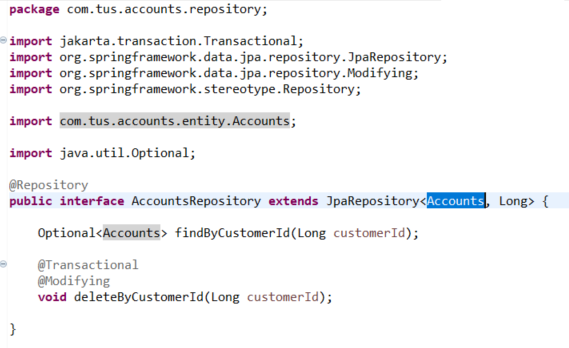 package com.tus.accounts.repository;
import jakarta.transaction.Transactional;
import org.springframework.data.jpa.repository.JpaRepository;
import org.springframework.data.jpa.repository.Modifying;
import org.springframework.stereotype.Repository;
import com.tus.accounts.entity.Accounts;
import java.util.Optional;
@Repository
public interface AccountsRepository extends JpaRepository<Accounts, Long> {
    Optional<Accounts> findByCustomerId(Long customerId);
    @Transactional
    @Modifying
    void deleteByCustomerId(Long customerId);
}